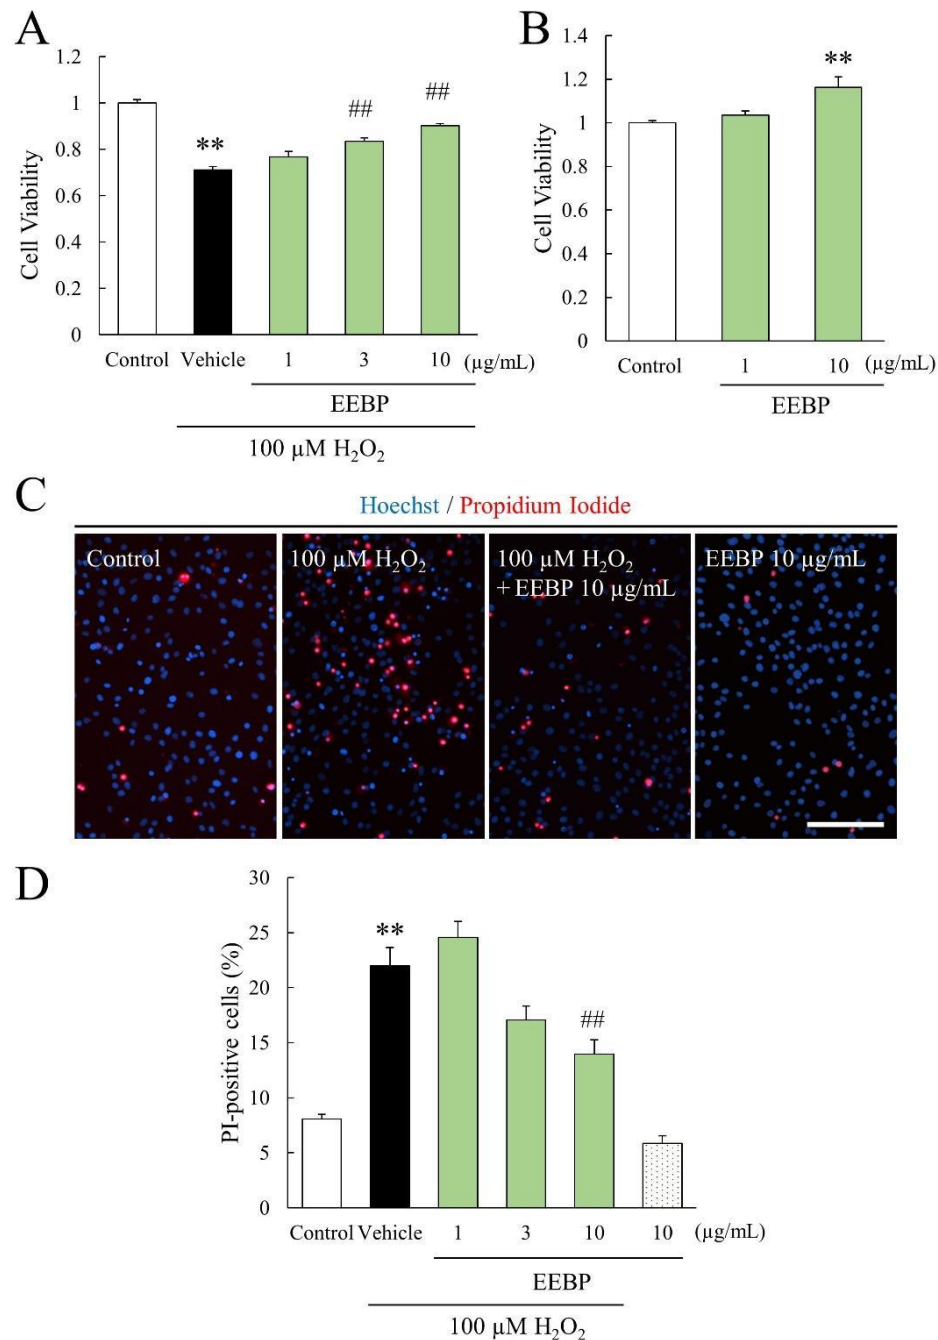 A
Cell Viability
1.2
1
0.8
0.6
0.4
0.2
0
**
##
##
Control Vehicle 1 3 10 (µg/mL)
EEBP
100 µM H₂O₂
B
Cell Viability
1.4
1.2
1
0.8
0.6
0.4
0.2
0
**
Control 1 10 (µg/mL)
EEBP
C
Hoechst / Propidium Iodide
Control
100 µM H₂O₂
100 µM H₂O₂
+ EEBP 10 µg/mL
EEBP 10 µg/mL
D
PI-positive cells (%)
30
25
20
15
10
5
0
**
##
Control Vehicle 1 3 10 10 (µg/mL)
EEBP
100 µM H₂O₂